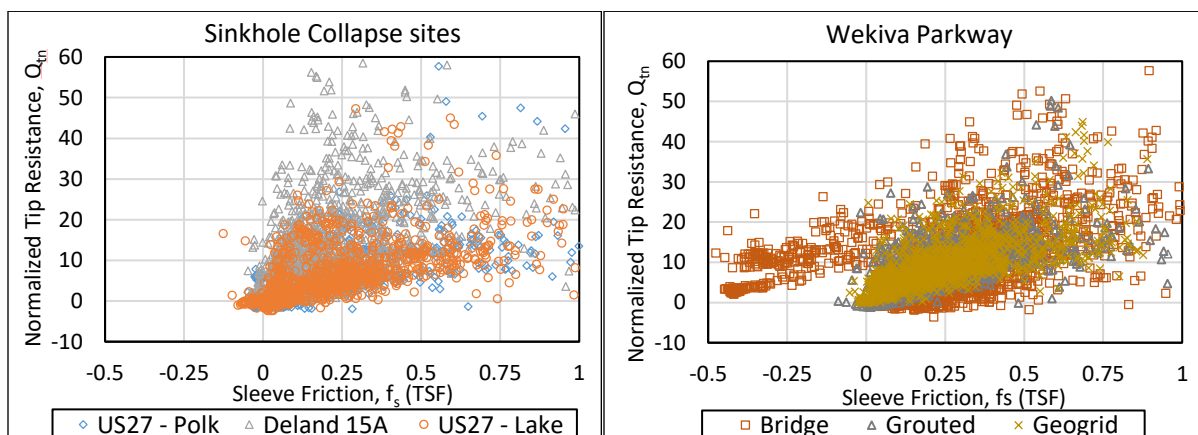 Sinkhole Collapse sites
Normalized Tip Resistance, Qtn
60
50
40
30
20
10
0
-10
-0.5 -0.25 0 0.25 0.5 0.75 1
Sleeve Friction, fs (TSF)
US27 - Polk Deland 15A US27 - Lake
Wekiva Parkway
Normalized Tip Resistance, Qtn
60
50
40
30
20
10
0
-10
-0.5 -0.25 0 0.25 0.5 0.75 1
Sleeve Friction, fs (TSF)
Bridge Grouted Geogrid